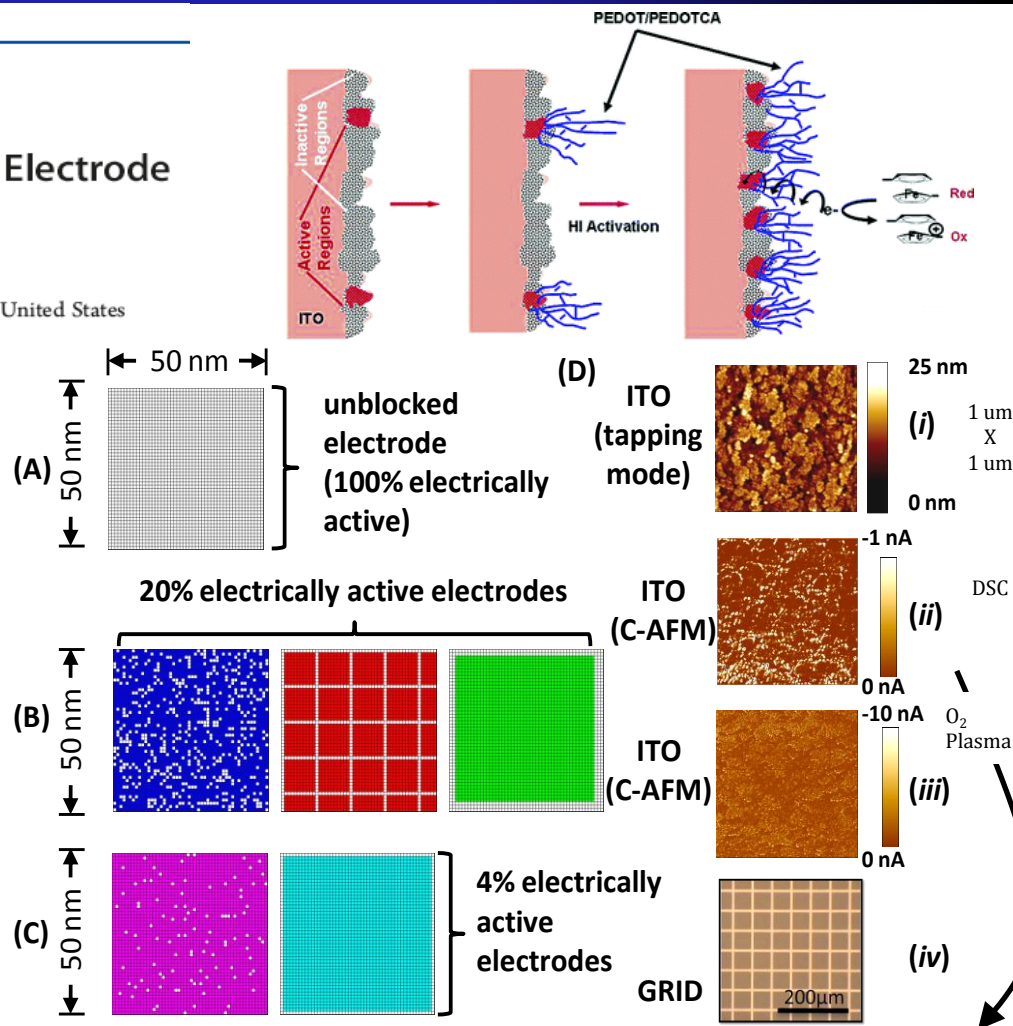 PEDOT/PEDOTCA
Electrode
United States
Inactive
Regions
Active
Regions
ITO
HI Activation
e-
Fe
Red
Fe
Ox
50 nm
50 nm
(A)
unblocked
electrode
(100% electrically
active)
(D)
ITO
(tapping
mode)
25 nm
(i)
0 nm
1 um
X
1 um
20% electrically active electrodes
(B)
50 nm
ITO
(C-AFM)
-1 nA
(ii)
0 nA
DSC
ITO
(C-AFM)
-10 nA
(iii)
0 nA
O2
Plasma
(C)
50 nm
4% electrically
active
electrodes
GRID
200μm
(iv)